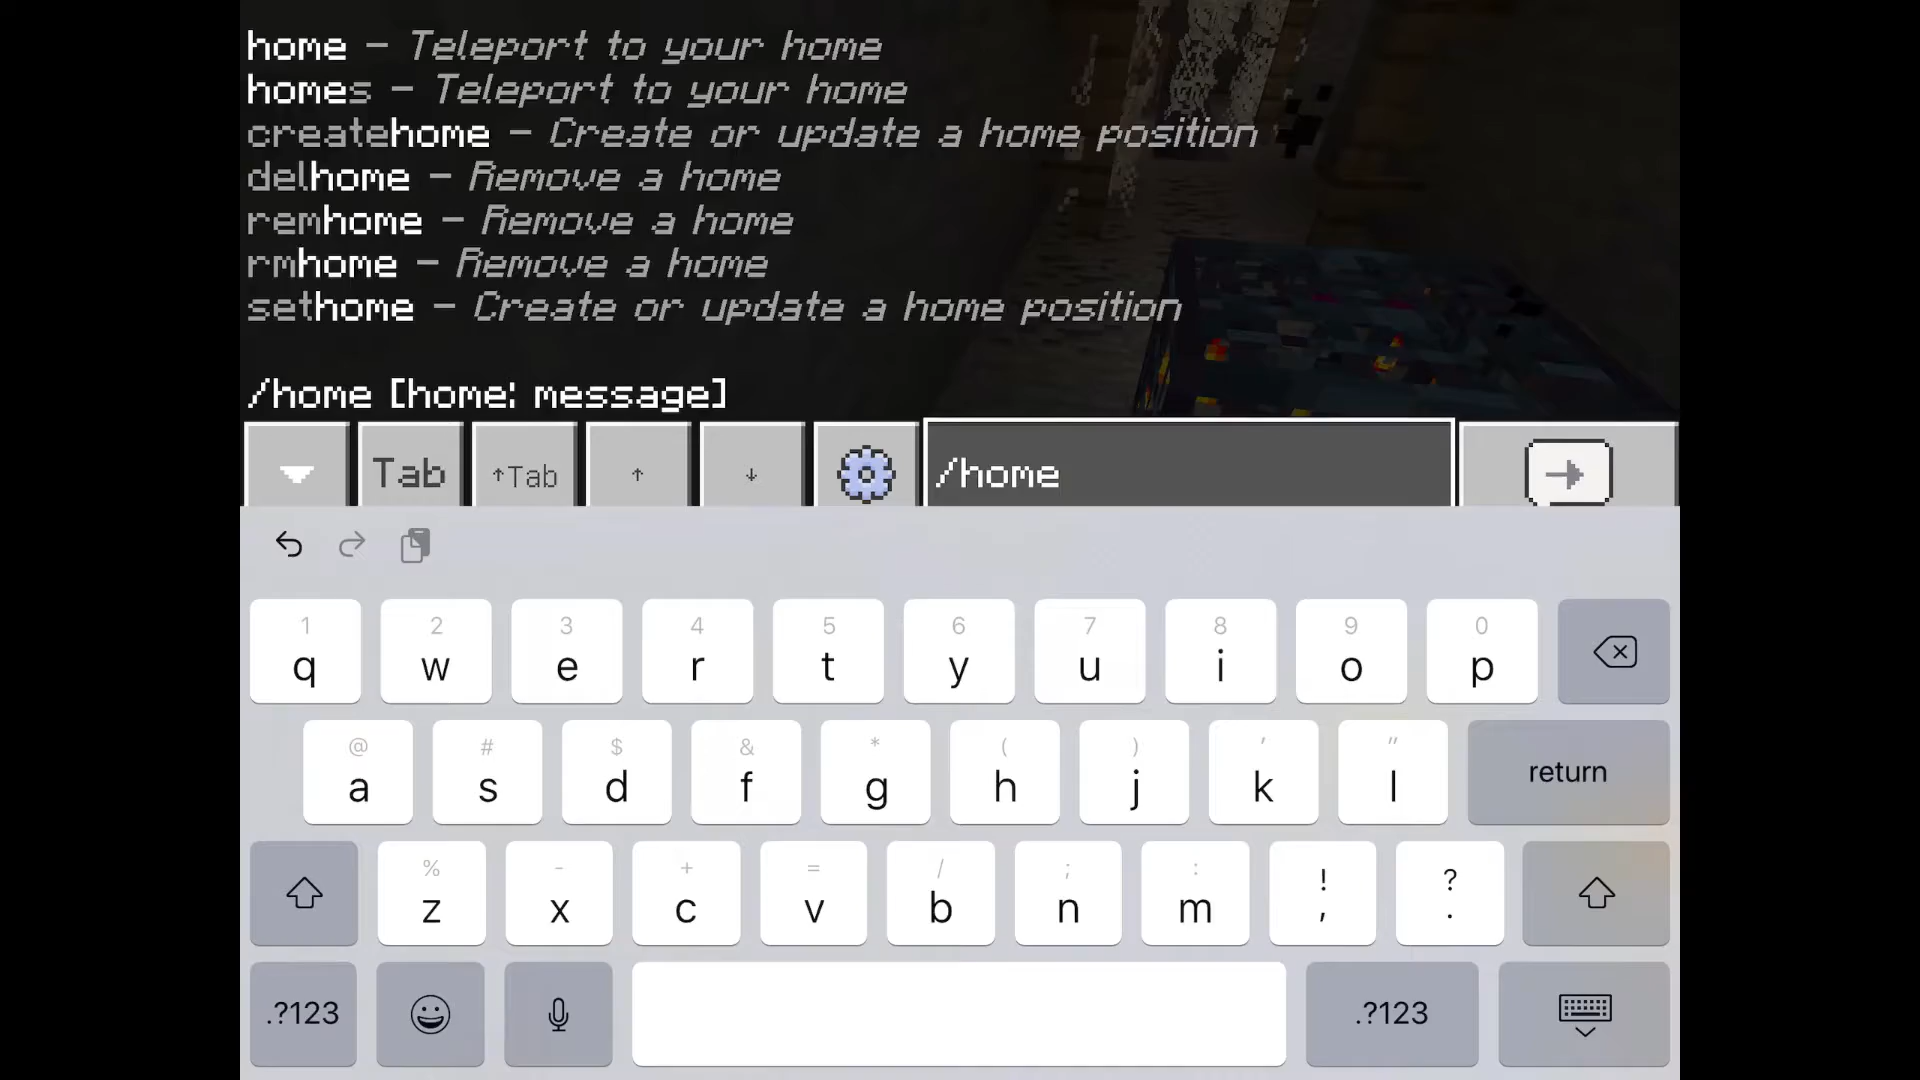 home – Teleport to your home
homes – Teleport to your home
createhome – Create or update a home position
delhome – Remove a home
remhome – Remove a home
rmhome – Remove a home
sethome – Create or update a home position
/home [home: message]
Tab ↑Tab ↑ ↓ /home
1 2 3 4 5 6 7 8 9 0
q w e r t y u i o p
@ # $ & * ( ) ' "
a s d f g h j k l return
% - + = / ; : ! ?
z x c v b n m , .
.?123 .?123